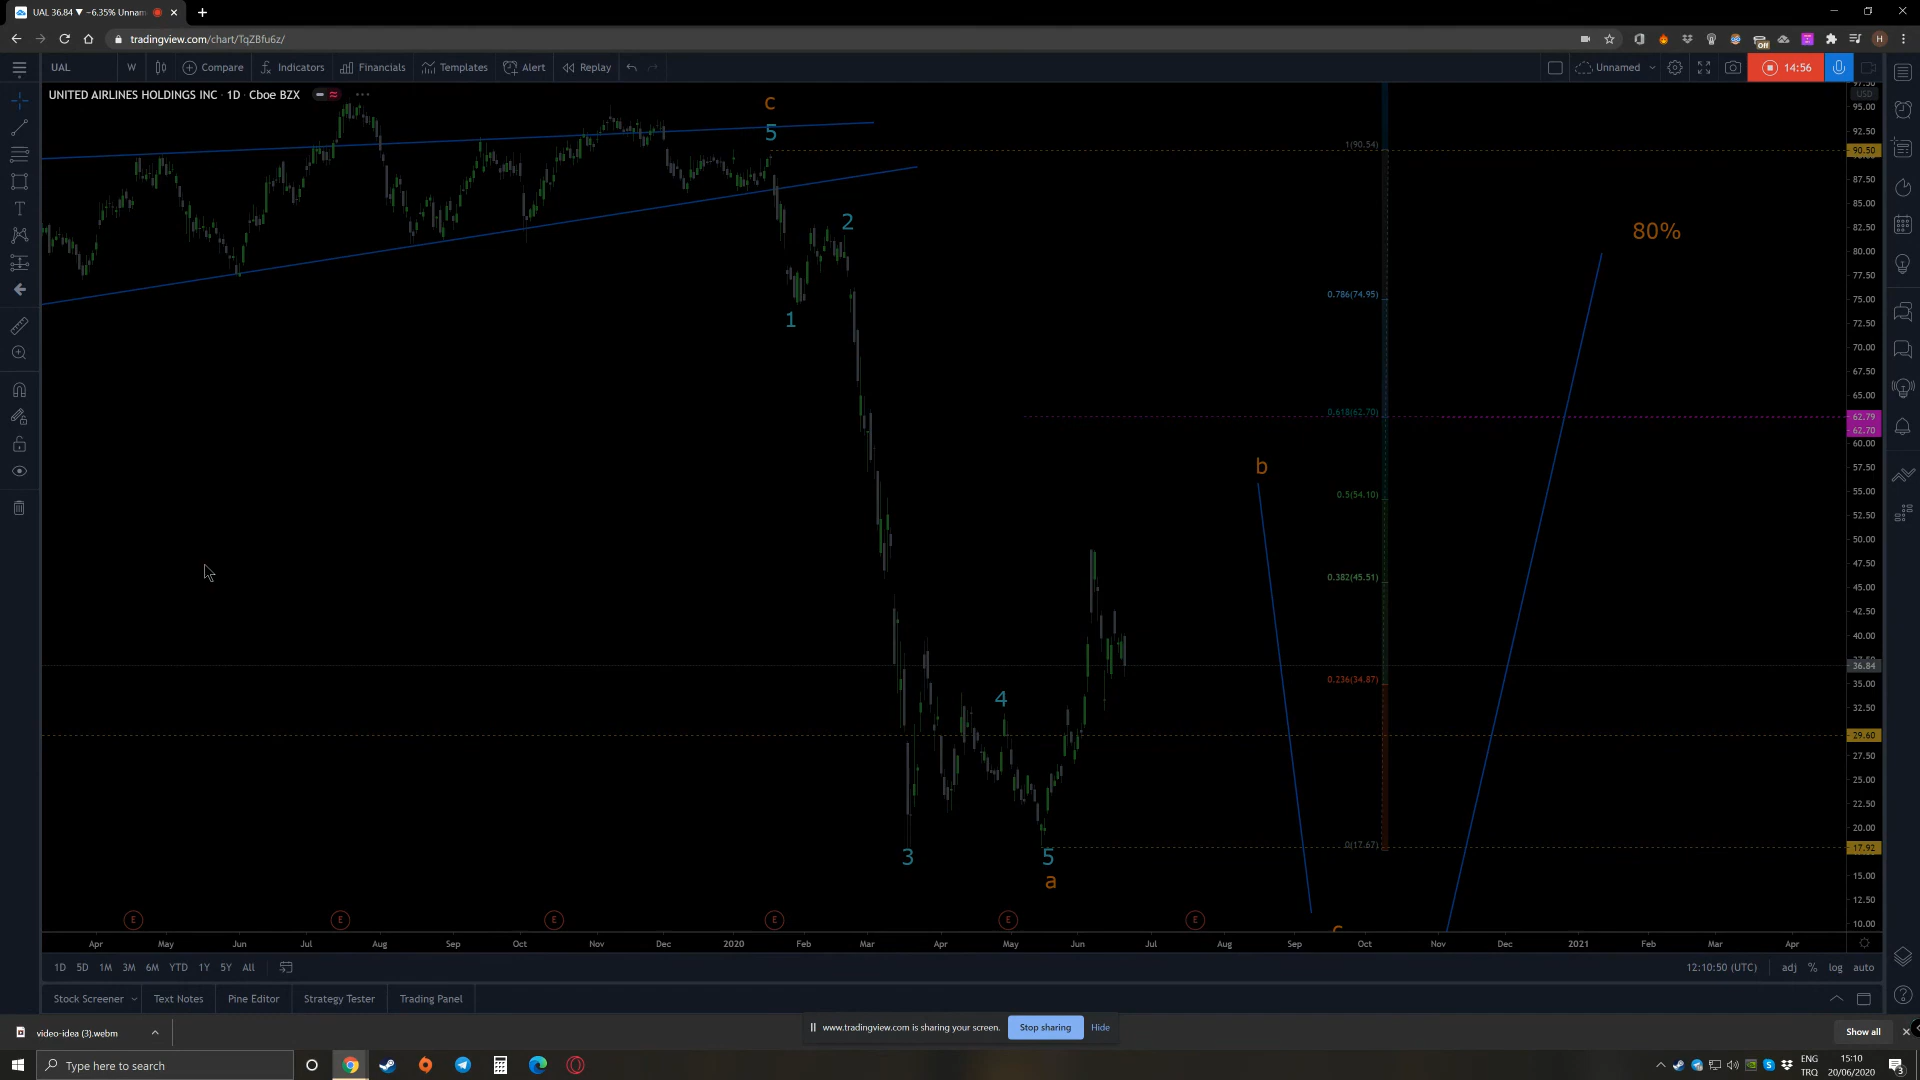 UAL 36.84 ▼ −6.35% Unnam
tradingview.com/chart/TqZBfu6z/
Off
H
UAL
W
Compare
Indicators
Financials
Templates
Alert
Replay
Unnamed
14:56
UNITED AIRLINES HOLDINGS INC · 1D · Cboe BZX
USD
95.00
92.50
90.50
87.50
85.00
82.50
80.00
77.50
75.00
72.50
70.00
67.50
65.00
62.79
62.70
60.00
57.50
55.00
52.50
50.00
47.50
45.00
42.50
40.00
36.84
35.00
32.50
29.60
27.50
25.00
22.50
20.00
17.92
15.00
12.50
10.00
c
5
2
1
3
4
5
a
b
c
80%
1(90.54)
0.786(74.95)
0.618(62.70)
0.5(54.10)
0.382(45.51)
0.236(34.87)
0(17.67)
E E E E E E
Apr May Jun Jul Aug Sep Oct Nov Dec 2020 Feb Mar Apr May Jun Jul Aug Sep Oct Nov Dec 2021 Feb Mar Apr
1D 5D 1M 3M 6M YTD 1Y 5Y All
12:10:50 (UTC) adj % log auto
Stock Screener Text Notes Pine Editor Strategy Tester Trading Panel
video-idea (3).webm
www.tradingview.com is sharing your screen. Stop sharing Hide
Show all
Type here to search
ENG
TRQ
15:10
20/06/2020
3